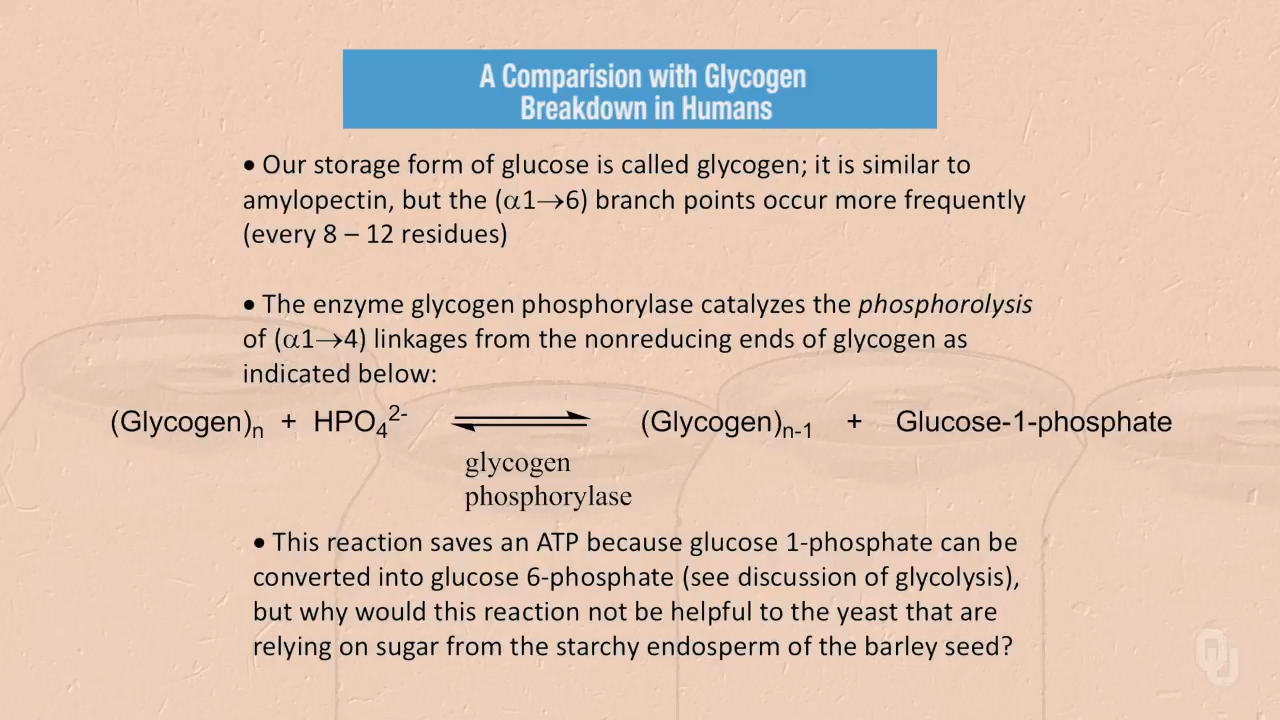 A Comparision with Glycogen
Breakdown in Humans
• Our storage form of glucose is called glycogen; it is similar to
amylopectin, but the (α1→6) branch points occur more frequently
(every 8 – 12 residues)
• The enzyme glycogen phosphorylase catalyzes the phosphorolysis
of (α1→4) linkages from the nonreducing ends of glycogen as
indicated below:
(Glycogen)n + HPO4^2- ⇌ (Glycogen)n-1 + Glucose-1-phosphate
glycogen
phosphorylase
• This reaction saves an ATP because glucose 1-phosphate can be
converted into glucose 6-phosphate (see discussion of glycolysis),
but why would this reaction not be helpful to the yeast that are
relying on sugar from the starchy endosperm of the barley seed?
OU